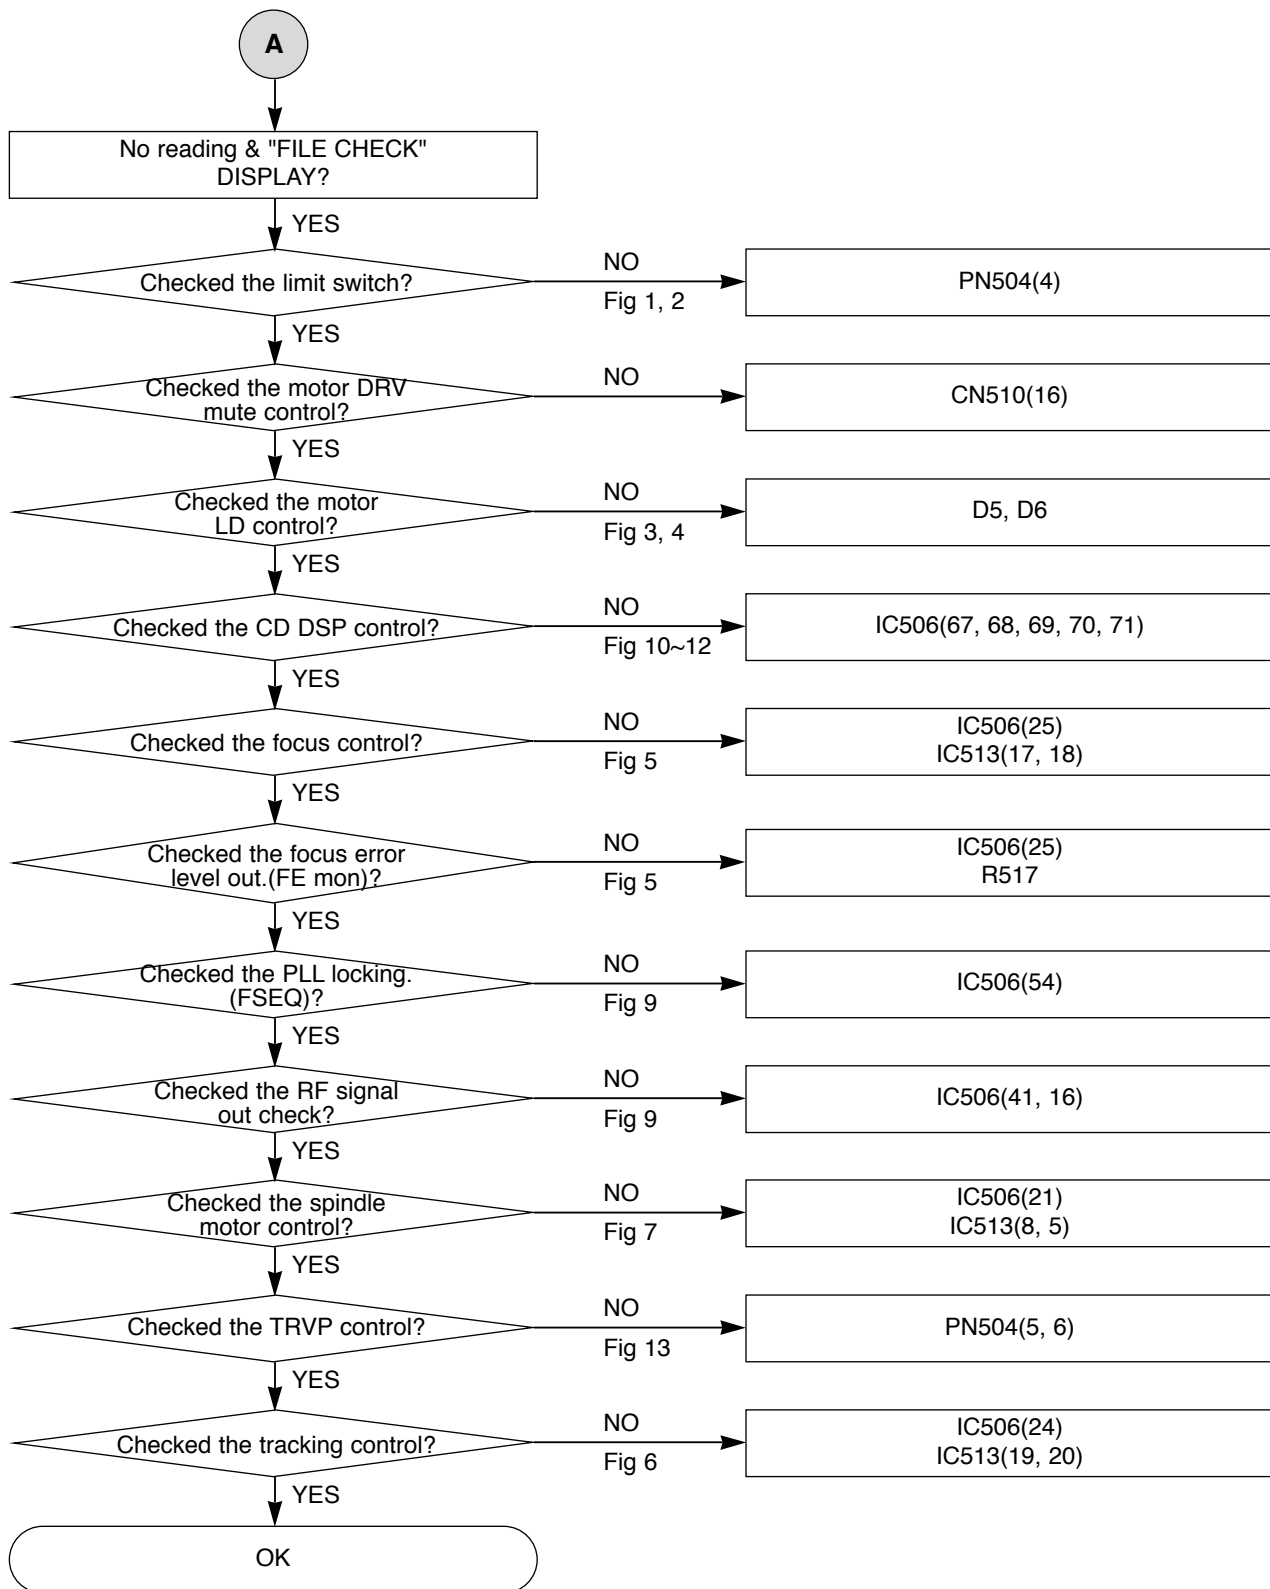 A
No reading & "FILE CHECK"
DISPLAY?
YES
Checked the limit switch?
NO
Fig 1, 2
PN504(4)
YES
Checked the motor DRV
mute control?
NO
CN510(16)
YES
Checked the motor
LD control?
NO
Fig 3, 4
D5, D6
YES
Checked the CD DSP control?
NO
Fig 10~12
IC506(67, 68, 69, 70, 71)
YES
Checked the focus control?
NO
Fig 5
IC506(25)
IC513(17, 18)
YES
Checked the focus error
level out.(FE mon)?
NO
Fig 5
IC506(25)
R517
YES
Checked the PLL locking.
(FSEQ)?
NO
Fig 9
IC506(54)
YES
Checked the RF signal
out check?
NO
Fig 9
IC506(41, 16)
YES
Checked the spindle
motor control?
NO
Fig 7
IC506(21)
IC513(8, 5)
YES
Checked the TRVP control?
NO
Fig 13
PN504(5, 6)
YES
Checked the tracking control?
NO
Fig 6
IC506(24)
IC513(19, 20)
YES
OK